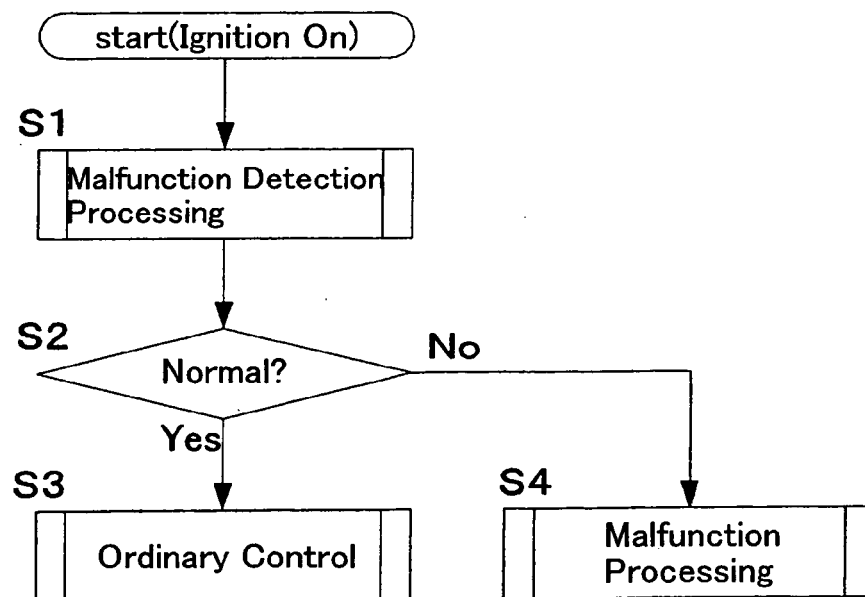 start(Ignition On)
S1
Malfunction Detection
Processing
S2
Normal?
No
Yes
S3
Ordinary Control
S4
Malfunction
Processing